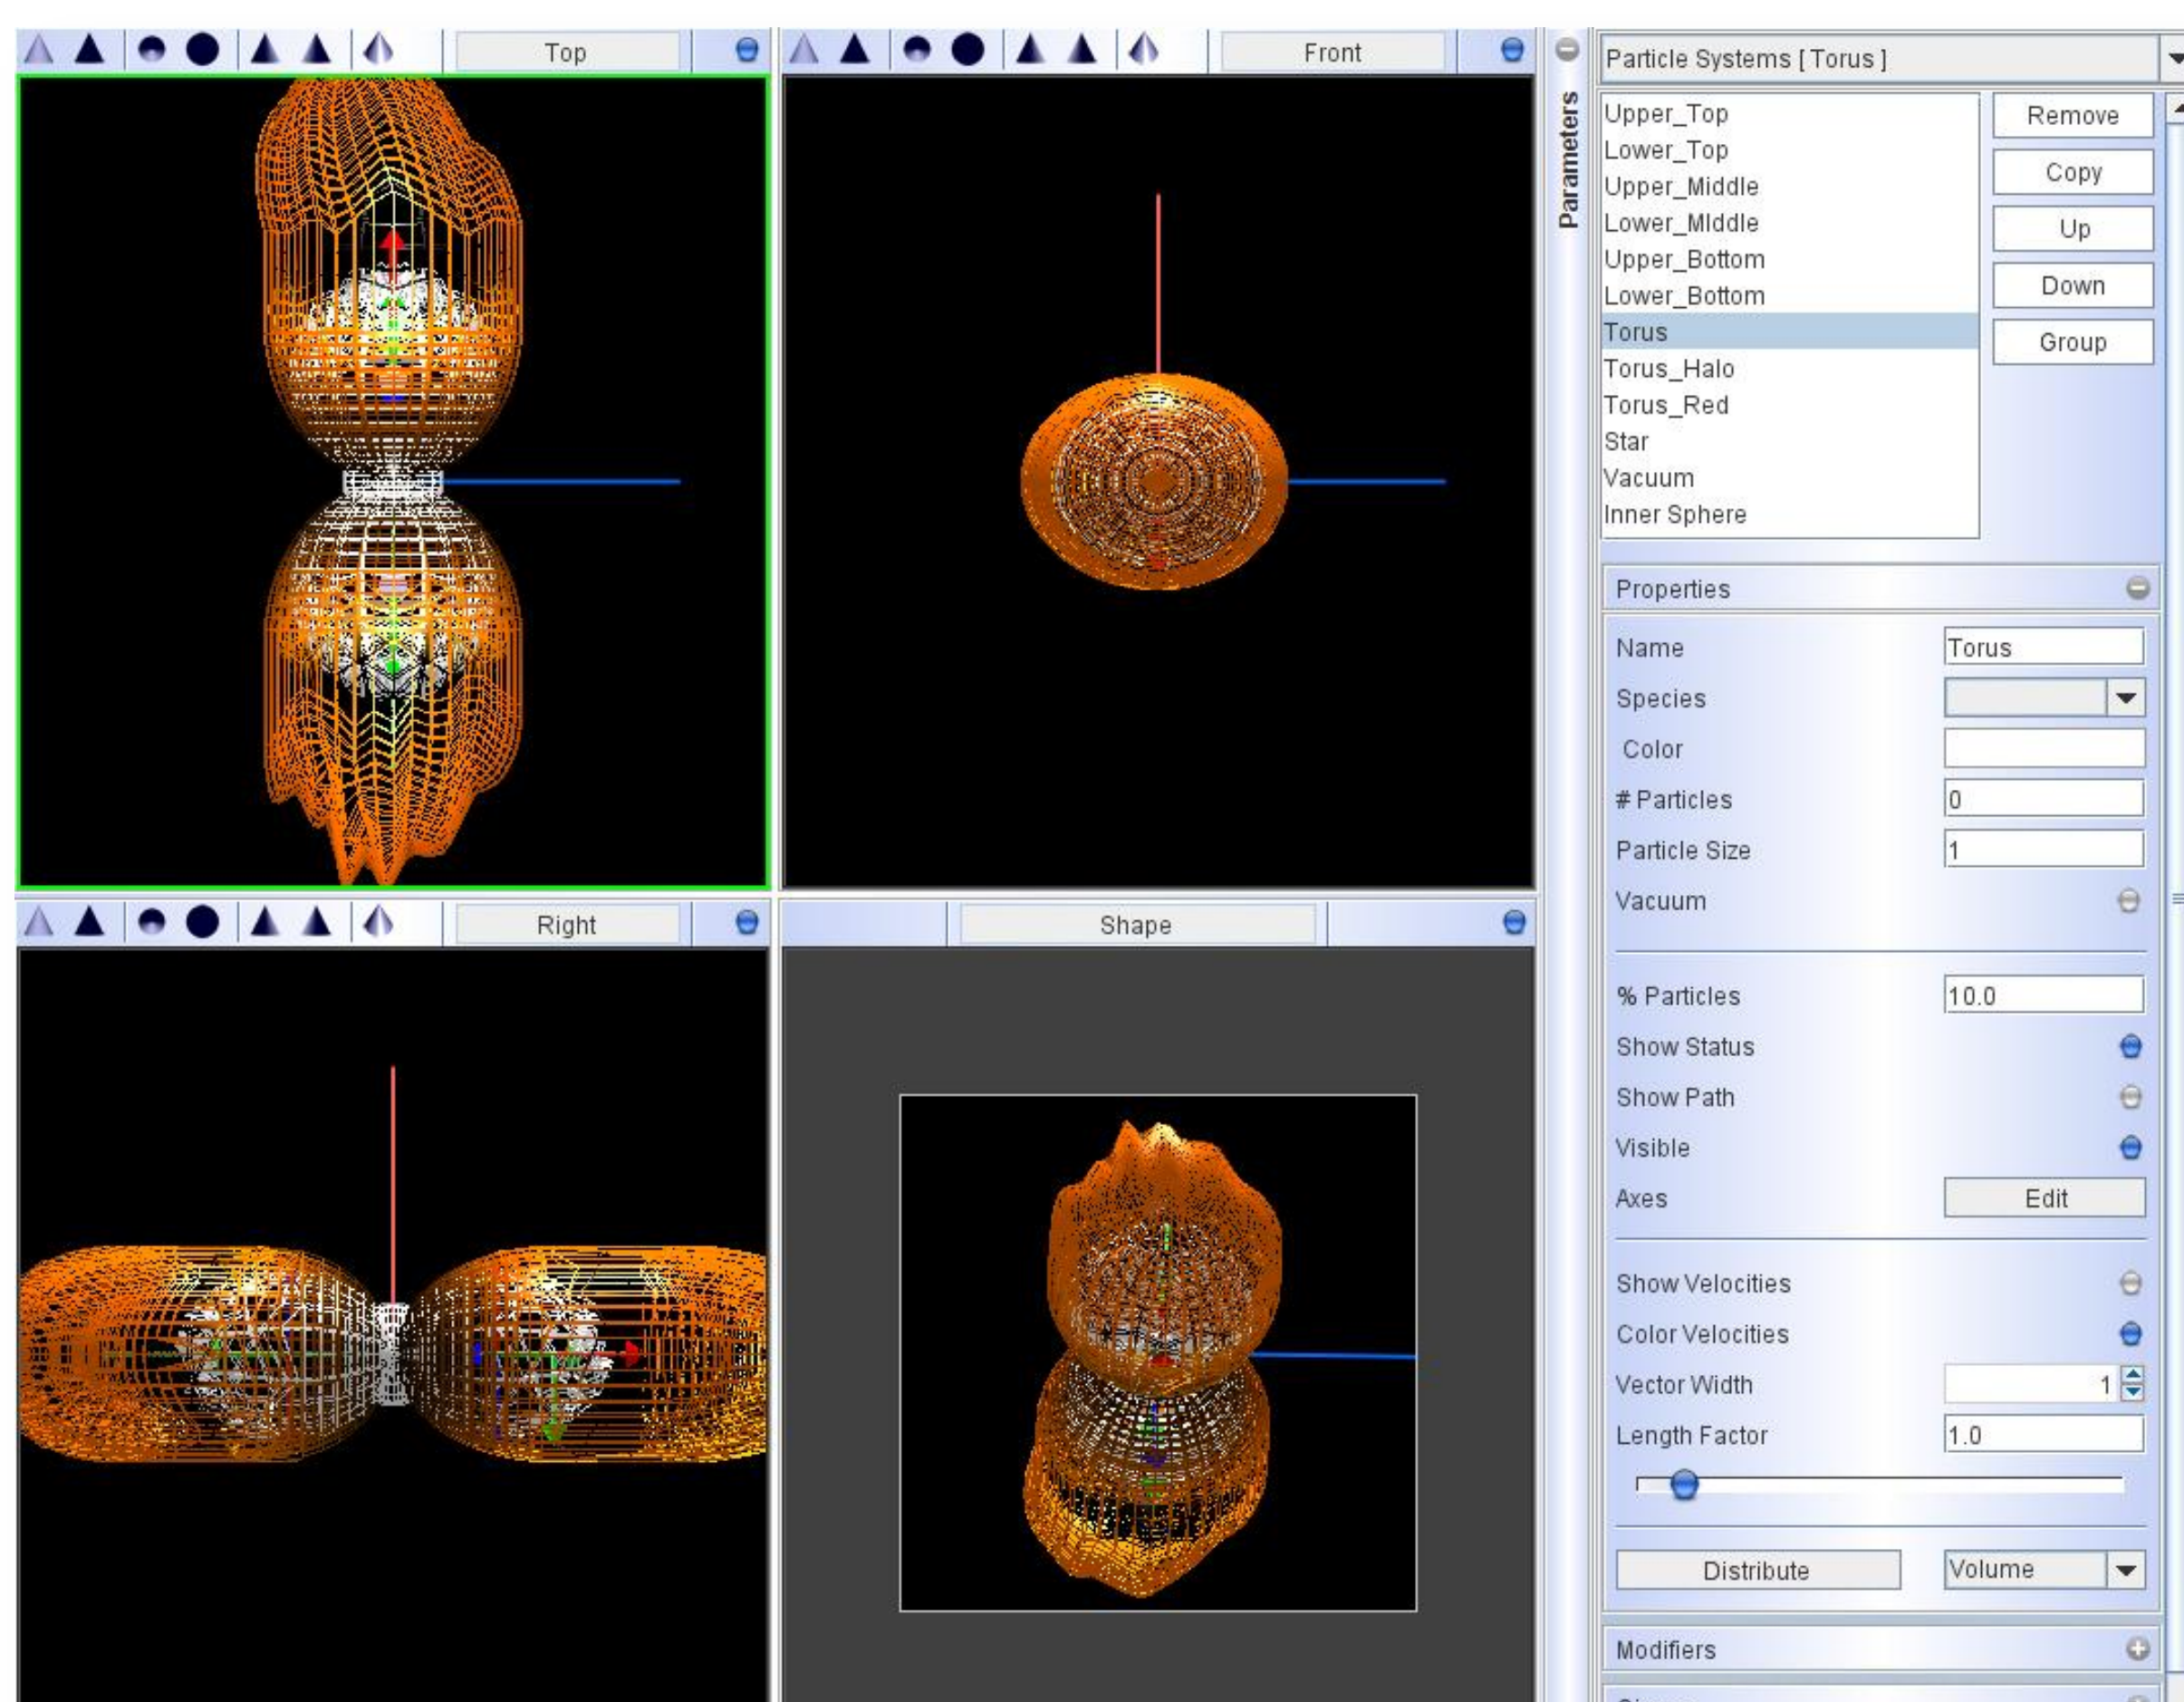 Top
Front
Right
Shape
Parameters
Particle Systems [ Torus ]
Upper_Top
Lower_Top
Upper_Middle
Lower_MIddle
Upper_Bottom
Lower_Bottom
Torus
Torus_Halo
Torus_Red
Star
Vacuum
Inner Sphere
Remove
Copy
Up
Down
Group
Properties
Name Torus
Species
Color
# Particles 0
Particle Size 1
Vacuum
% Particles 10.0
Show Status
Show Path
Visible
Axes Edit
Show Velocities
Color Velocities
Vector Width 1
Length Factor 1.0
Distribute Volume
Modifiers